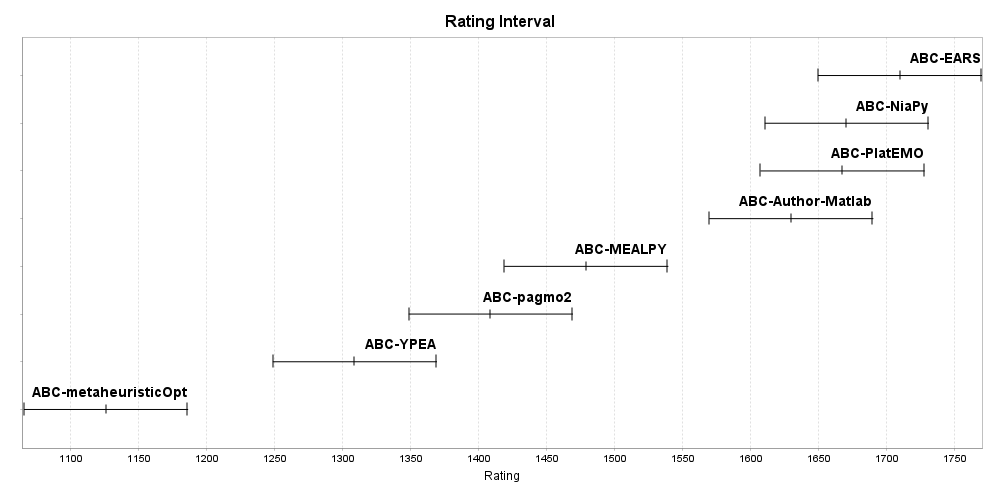 Rating Interval
ABC-EARS
ABC-NiaPy
ABC-PlatEMO
ABC-Author-Matlab
ABC-MEALPY
ABC-pagmo2
ABC-YPEA
ABC-metaheuristicOpt
1100 1150 1200 1250 1300 1350 1400 1450 1500 1550 1600 1650 1700 1750
Rating